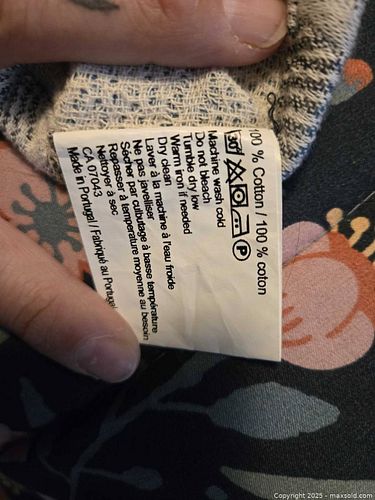 100 % Cotton / 100 % coton
30
P
Machine wash cold
Do not bleach
Tumble dry low
Warm iron if needed
Dry clean
Laver à la machine à l'eau froide
Ne pas javelliser
Sécher par culbutage à basse température
Repasser à température moyenne au besoin
Nettoyer à sec
CA 07043
Made in Portugal / Fabriqué au Portugal
Copyright 2025 - maxsold.com